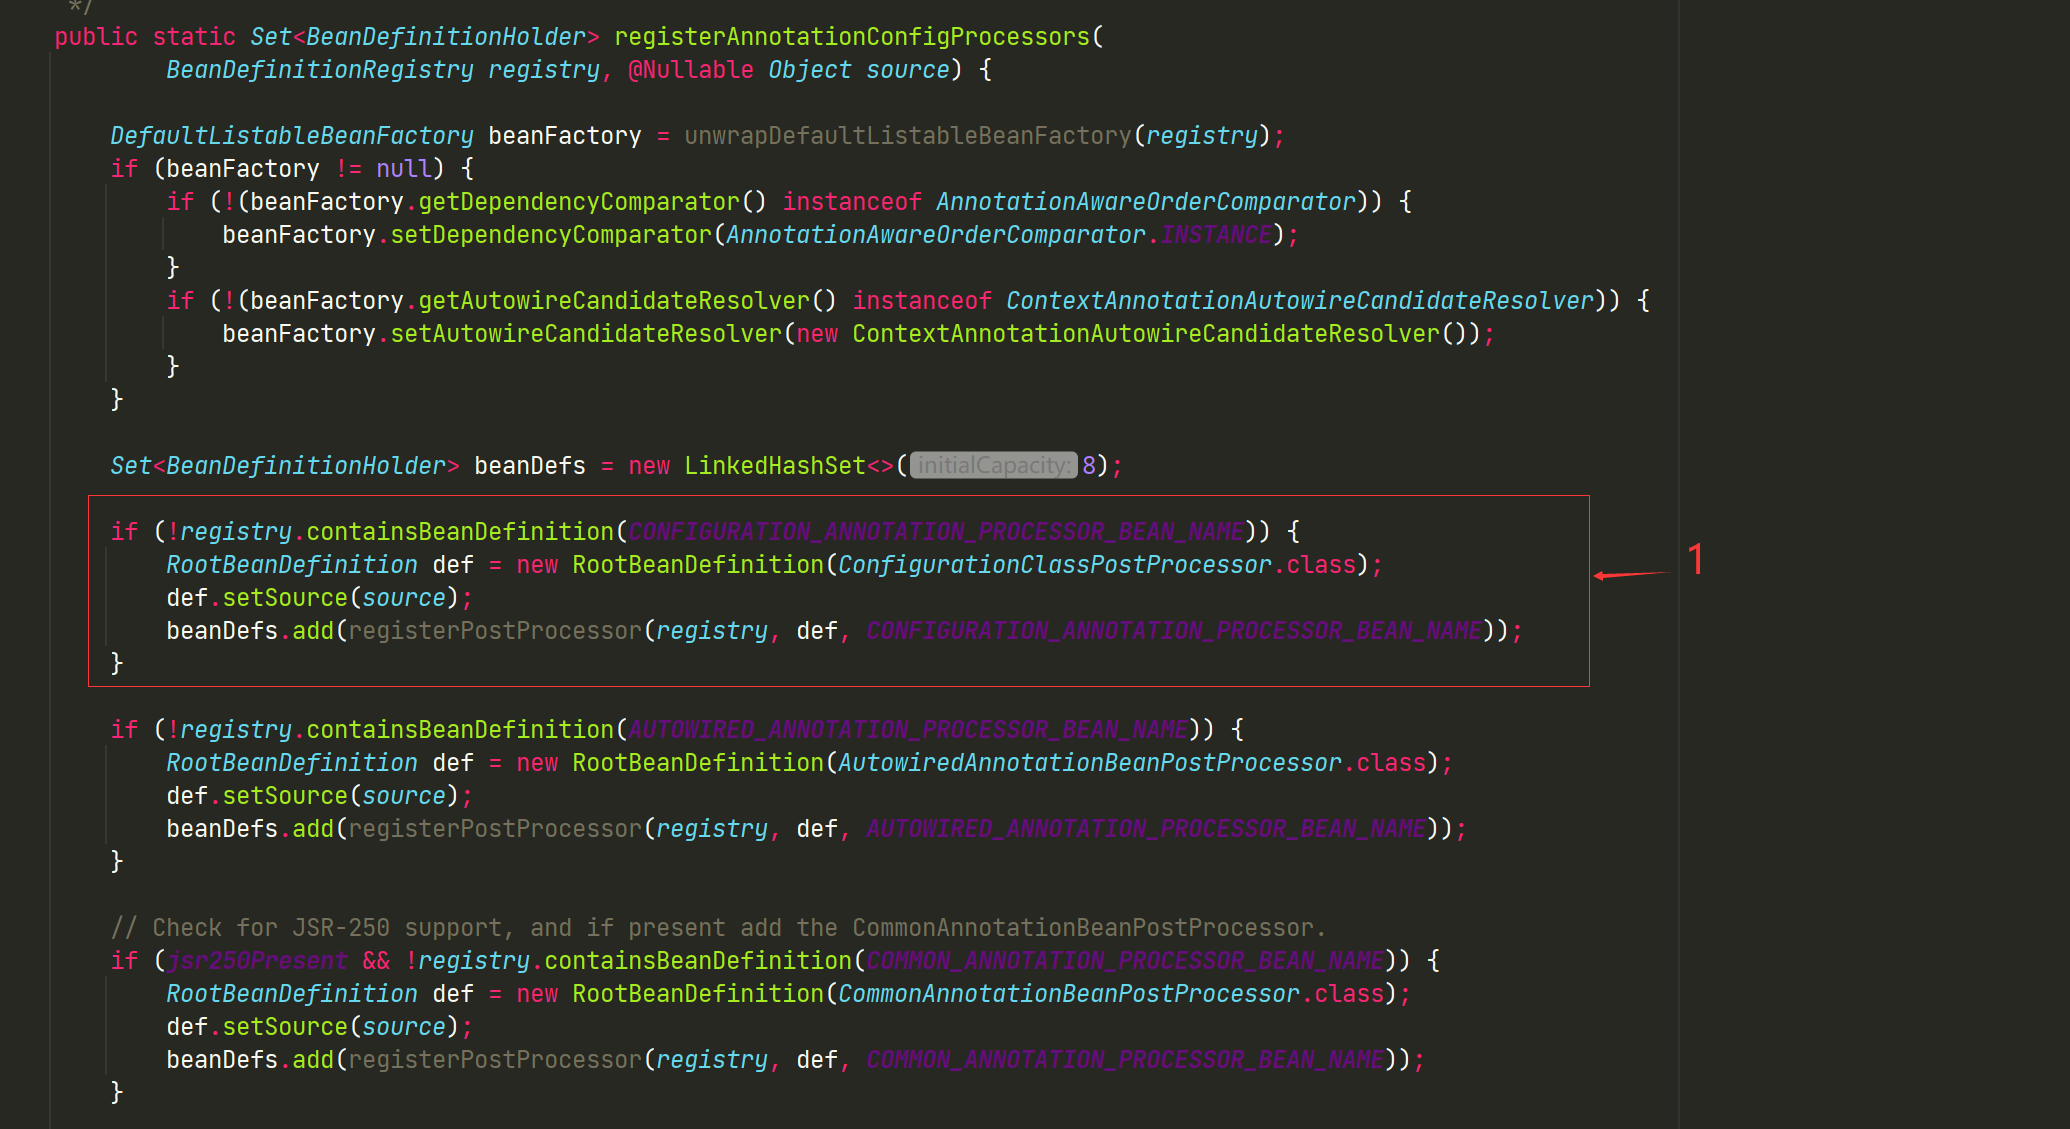 */
public static Set<BeanDefinitionHolder> registerAnnotationConfigProcessors(
BeanDefinitionRegistry registry, @Nullable Object source) {
DefaultListableBeanFactory beanFactory = unwrapDefaultListableBeanFactory(registry);
if (beanFactory != null) {
if (!(beanFactory.getDependencyComparator() instanceof AnnotationAwareOrderComparator)) {
beanFactory.setDependencyComparator(AnnotationAwareOrderComparator.INSTANCE);
}
if (!(beanFactory.getAutowireCandidateResolver() instanceof ContextAnnotationAutowireCandidateResolver)) {
beanFactory.setAutowireCandidateResolver(new ContextAnnotationAutowireCandidateResolver());
}
}
Set<BeanDefinitionHolder> beanDefs = new LinkedHashSet<>( initialCapacity: 8);
if (!registry.containsBeanDefinition(CONFIGURATION_ANNOTATION_PROCESSOR_BEAN_NAME)) {
RootBeanDefinition def = new RootBeanDefinition(ConfigurationClassPostProcessor.class);
1
def.setSource(source);
beanDefs.add(registerPostProcessor(registry, def, CONFIGURATION_ANNOTATION_PROCESSOR_BEAN_NAME));
}
if (!registry.containsBeanDefinition(AUTOWIRED_ANNOTATION_PROCESSOR_BEAN_NAME)) {
RootBeanDefinition def = new RootBeanDefinition(AutowiredAnnotationBeanPostProcessor.class);
def.setSource(source);
beanDefs.add(registerPostProcessor(registry, def, AUTOWIRED_ANNOTATION_PROCESSOR_BEAN_NAME));
}
// Check for JSR-250 support, and if present add the CommonAnnotationBeanPostProcessor.
if (jsr250Present && !registry.containsBeanDefinition(COMMON_ANNOTATION_PROCESSOR_BEAN_NAME)) {
RootBeanDefinition def = new RootBeanDefinition(CommonAnnotationBeanPostProcessor.class);
def.setSource(source);
beanDefs.add(registerPostProcessor(registry, def, COMMON_ANNOTATION_PROCESSOR_BEAN_NAME));
}